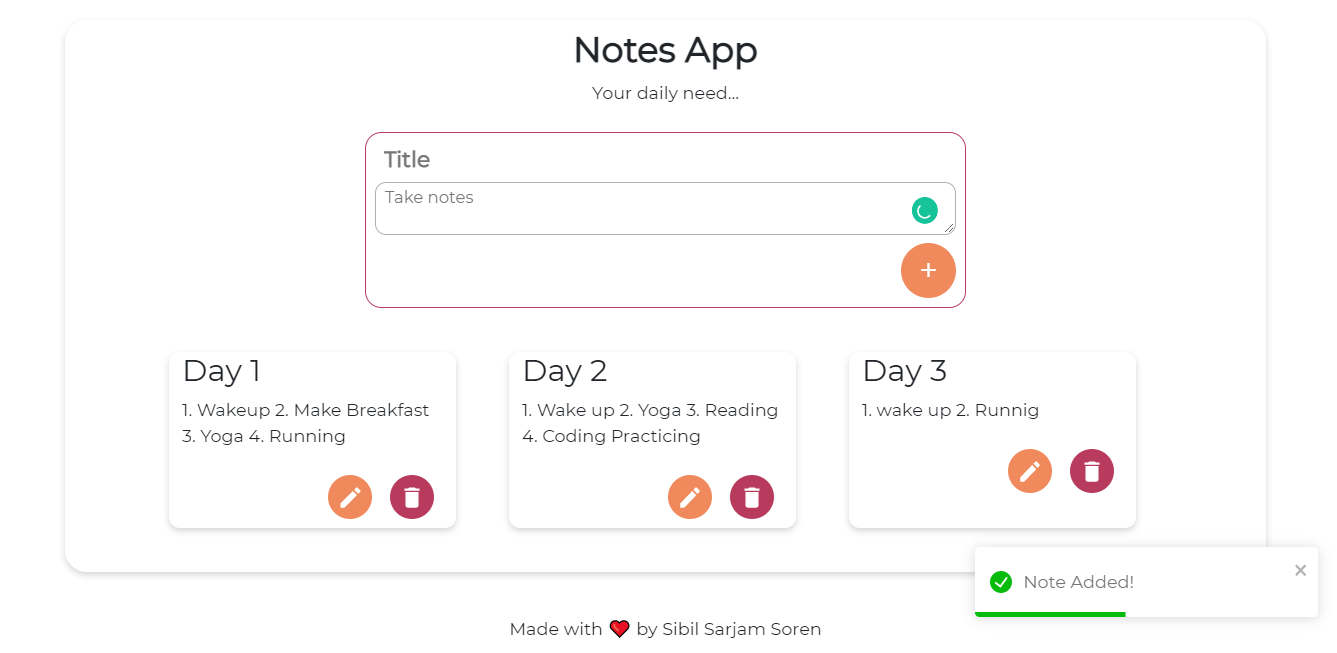 Notes App
Your daily need...
Title
Take notes
Day 1
1. Wakeup 2. Make Breakfast
3. Yoga 4. Running
Day 2
1. Wake up 2. Yoga 3. Reading
4. Coding Practicing
Day 3
1. wake up 2. Runnig
Note Added!
Made with ❤ by Sibil Sarjam Soren